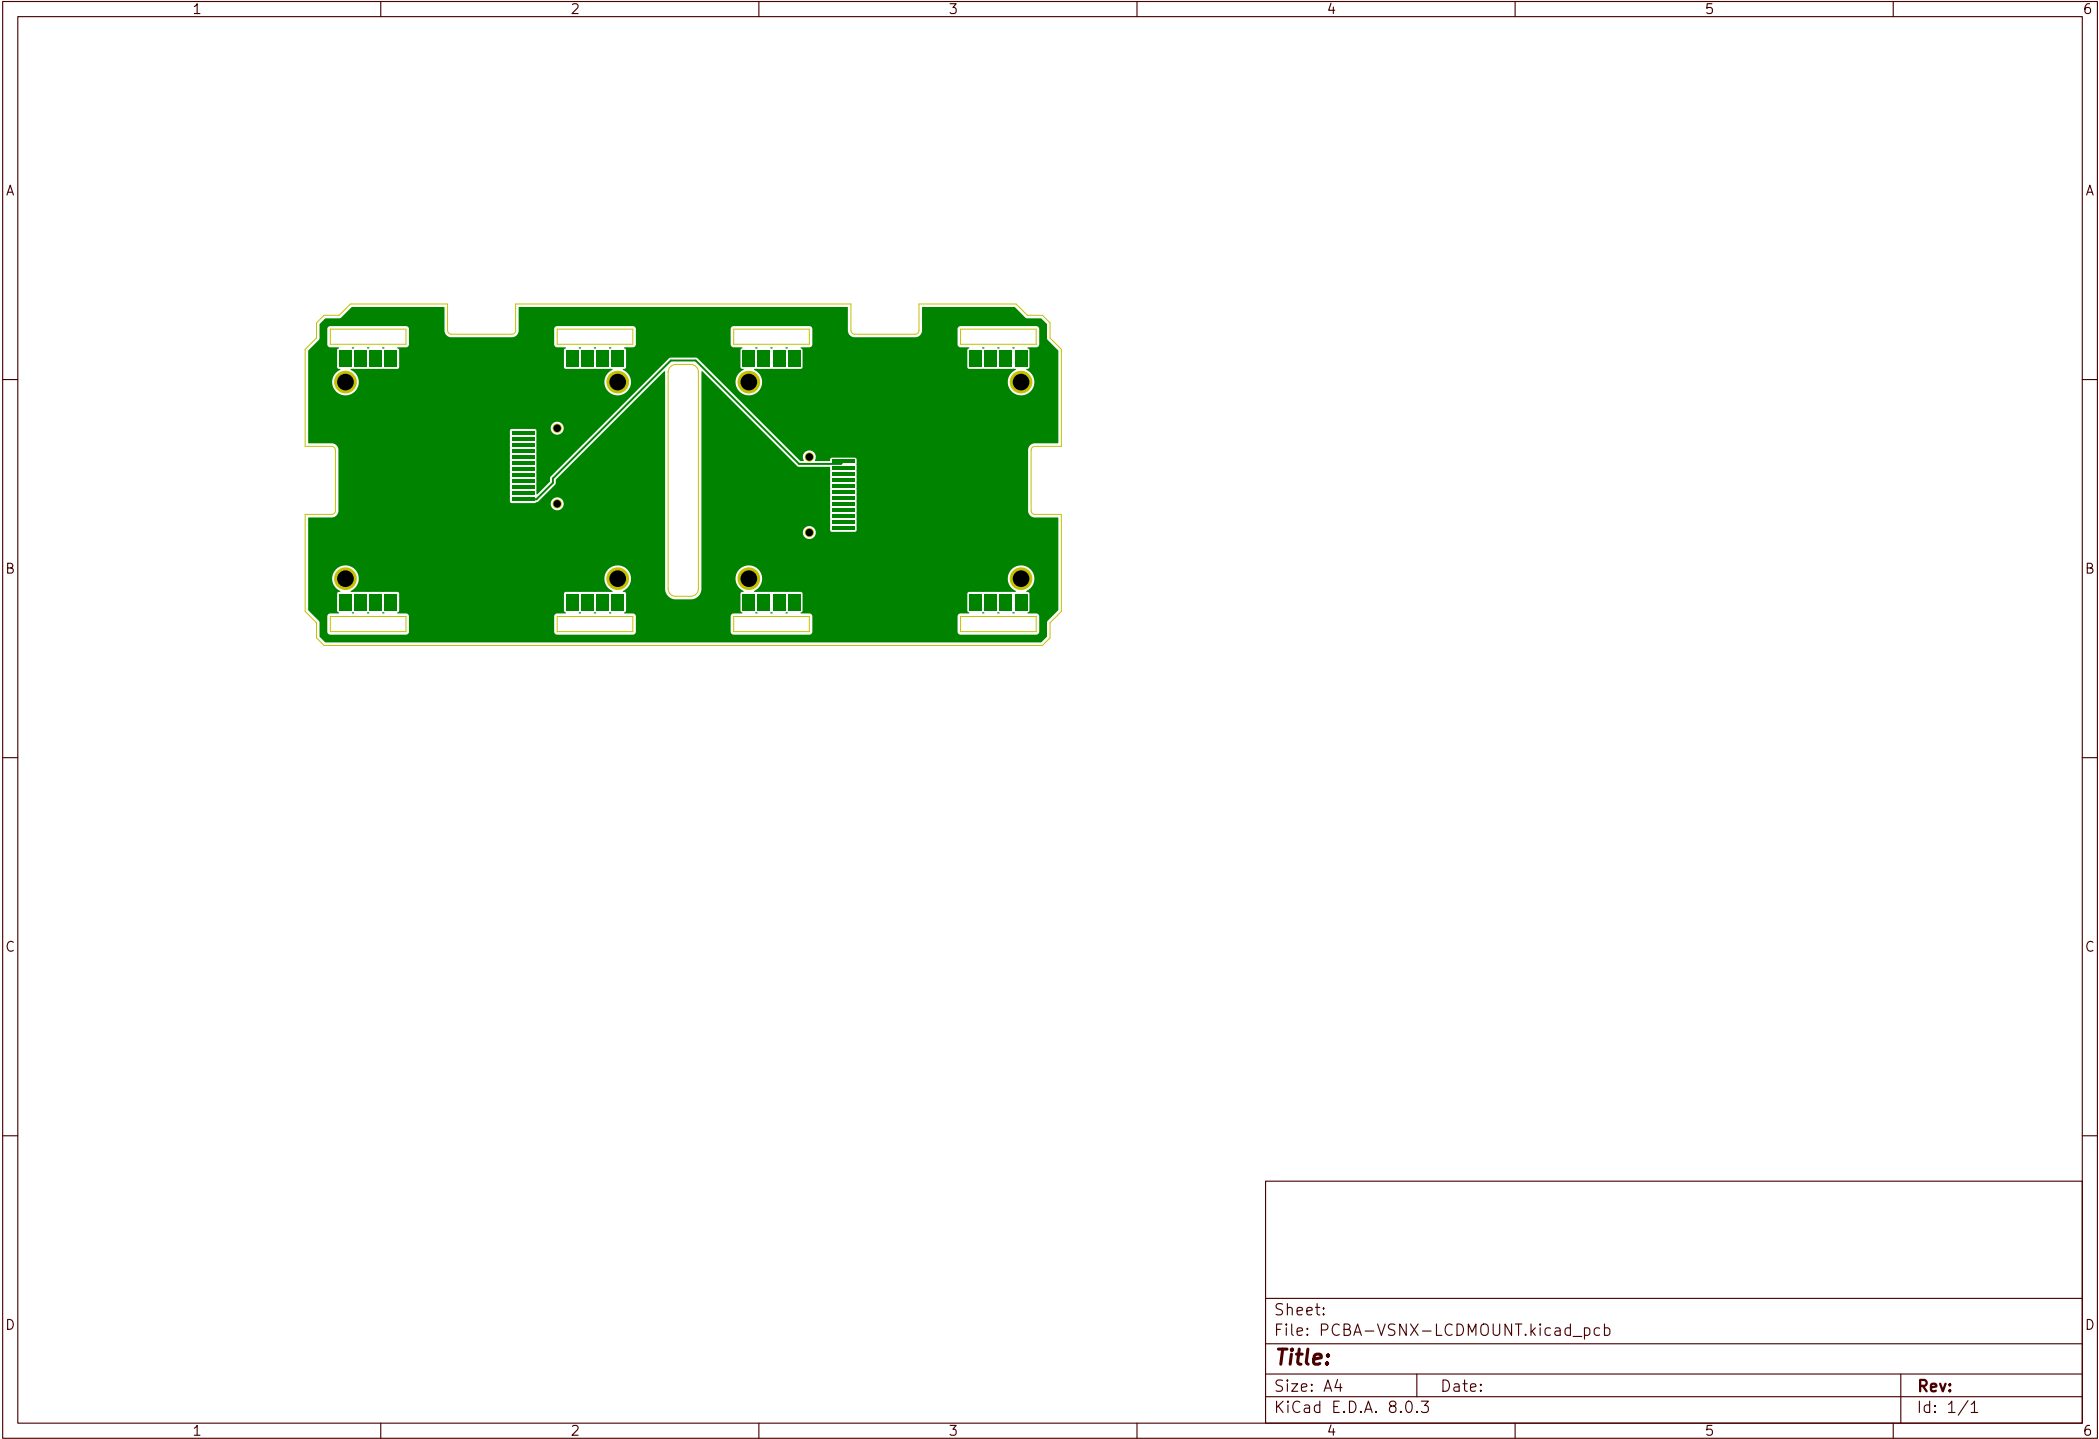 1 2 3 4 5 6
A A
B B
C C
D D
Sheet:
File: PCBA-VSNX-LCDMOUNT.kicad_pcb
Title:
Size: A4 Date: Rev:
KiCad E.D.A. 8.0.3 Id: 1/1
1 2 3 4 5 6